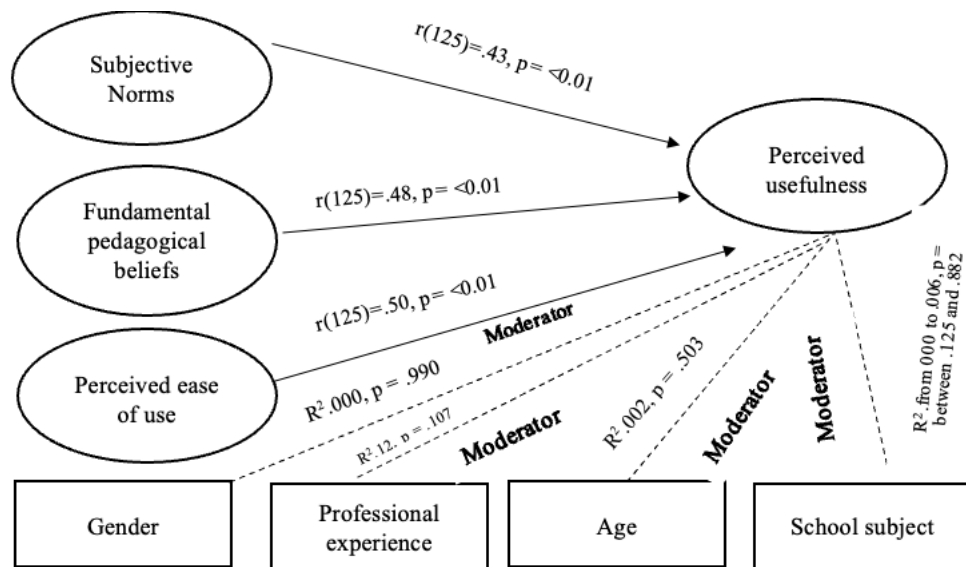 Subjective
Norms
r(125)=.43, p= <0.01
Perceived
usefulness
Fundamental
pedagogical
beliefs
r(125)=.48, p= <0.01
Perceived ease
of use
r(125)=.50, p= <0.01
Moderator
R².000, p = .990
R².12, p = .107
Moderator
R².002, p = .503
Moderator
Moderator
R².from 000 to .006, p =
between .125 and .882
Gender
Professional
experience
Age
School subject